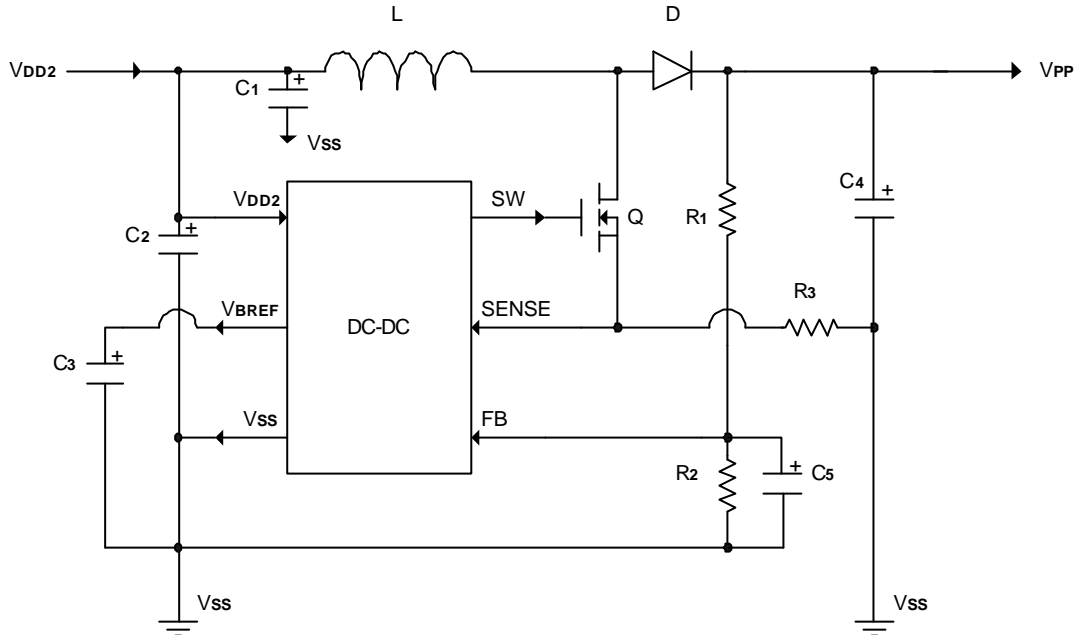 L
D
VDD2
VPP
C1
+
VSS
C4
+
VDD2
SW
Q
R1
C2
+
VBREF
DC-DC
SENSE
R3
C3
+
VSS
FB
R2
+
C5
VSS
VSS